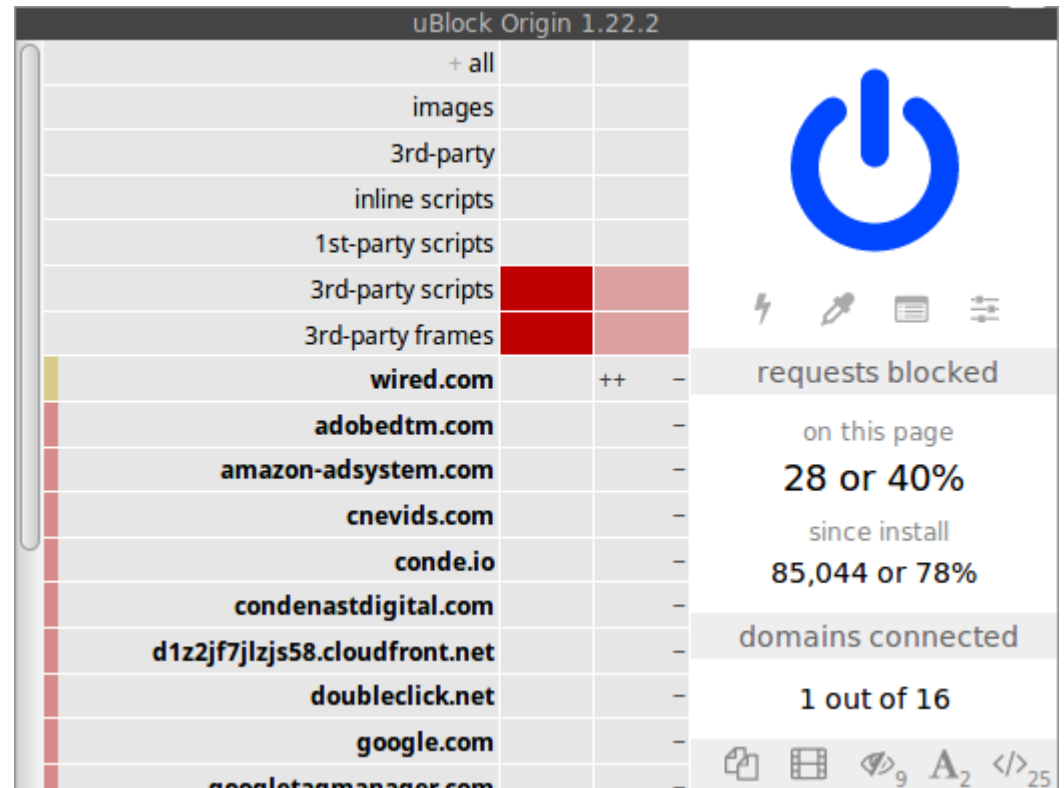 uBlock Origin 1.22.2
+ all
images
3rd-party
inline scripts
1st-party scripts
3rd-party scripts
3rd-party frames
wired.com ++ –
adobedtm.com –
amazon-adsystem.com –
cnevids.com –
conde.io –
condenastdigital.com –
d1z2jf7jlzjs58.cloudfront.net –
doubleclick.net –
google.com –
googletagmanager.com
requests blocked
on this page
28 or 40%
since install
85,044 or 78%
domains connected
1 out of 16
9 A2 </>25